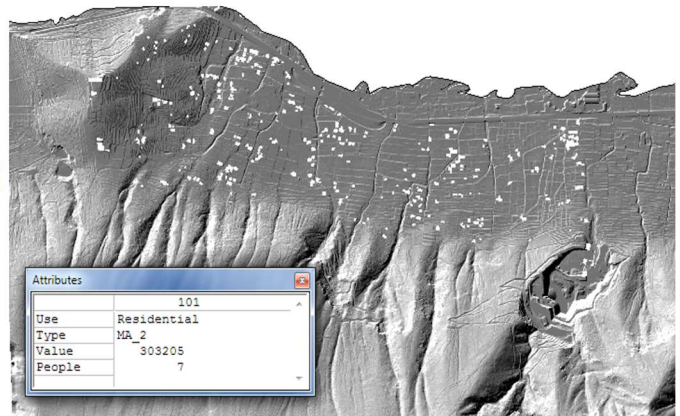 Attributes
101
Use Residential
Type MA_2
Value 303205
People 7